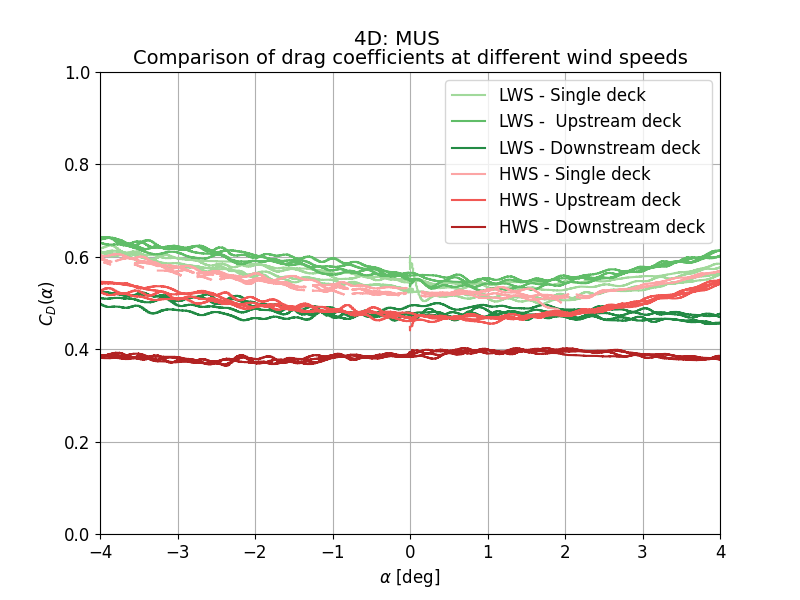 4D: MUS
Comparison of drag coefficients at different wind speeds
1.0
0.8
0.6
0.4
0.2
0.0
−4
−3
−2
−1
0
1
2
3
4
C_D(α)
α [deg]
LWS - Single deck
LWS -  Upstream deck
LWS - Downstream deck
HWS - Single deck
HWS - Upstream deck
HWS - Downstream deck